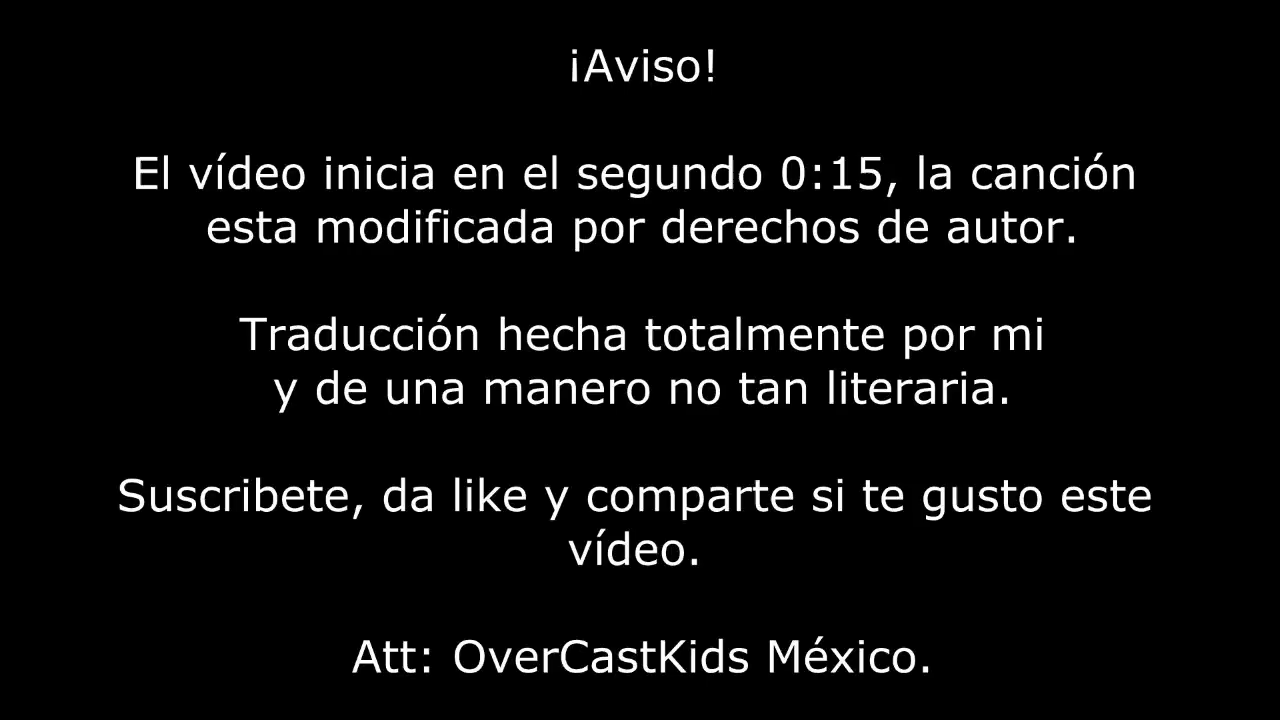 ¡Aviso!
El vídeo inicia en el segundo 0:15, la canción
esta modificada por derechos de autor.
Traducción hecha totalmente por mi
y de una manero no tan literaria.
Suscribete, da like y comparte si te gusto este
vídeo.
Att: OverCastKids México.